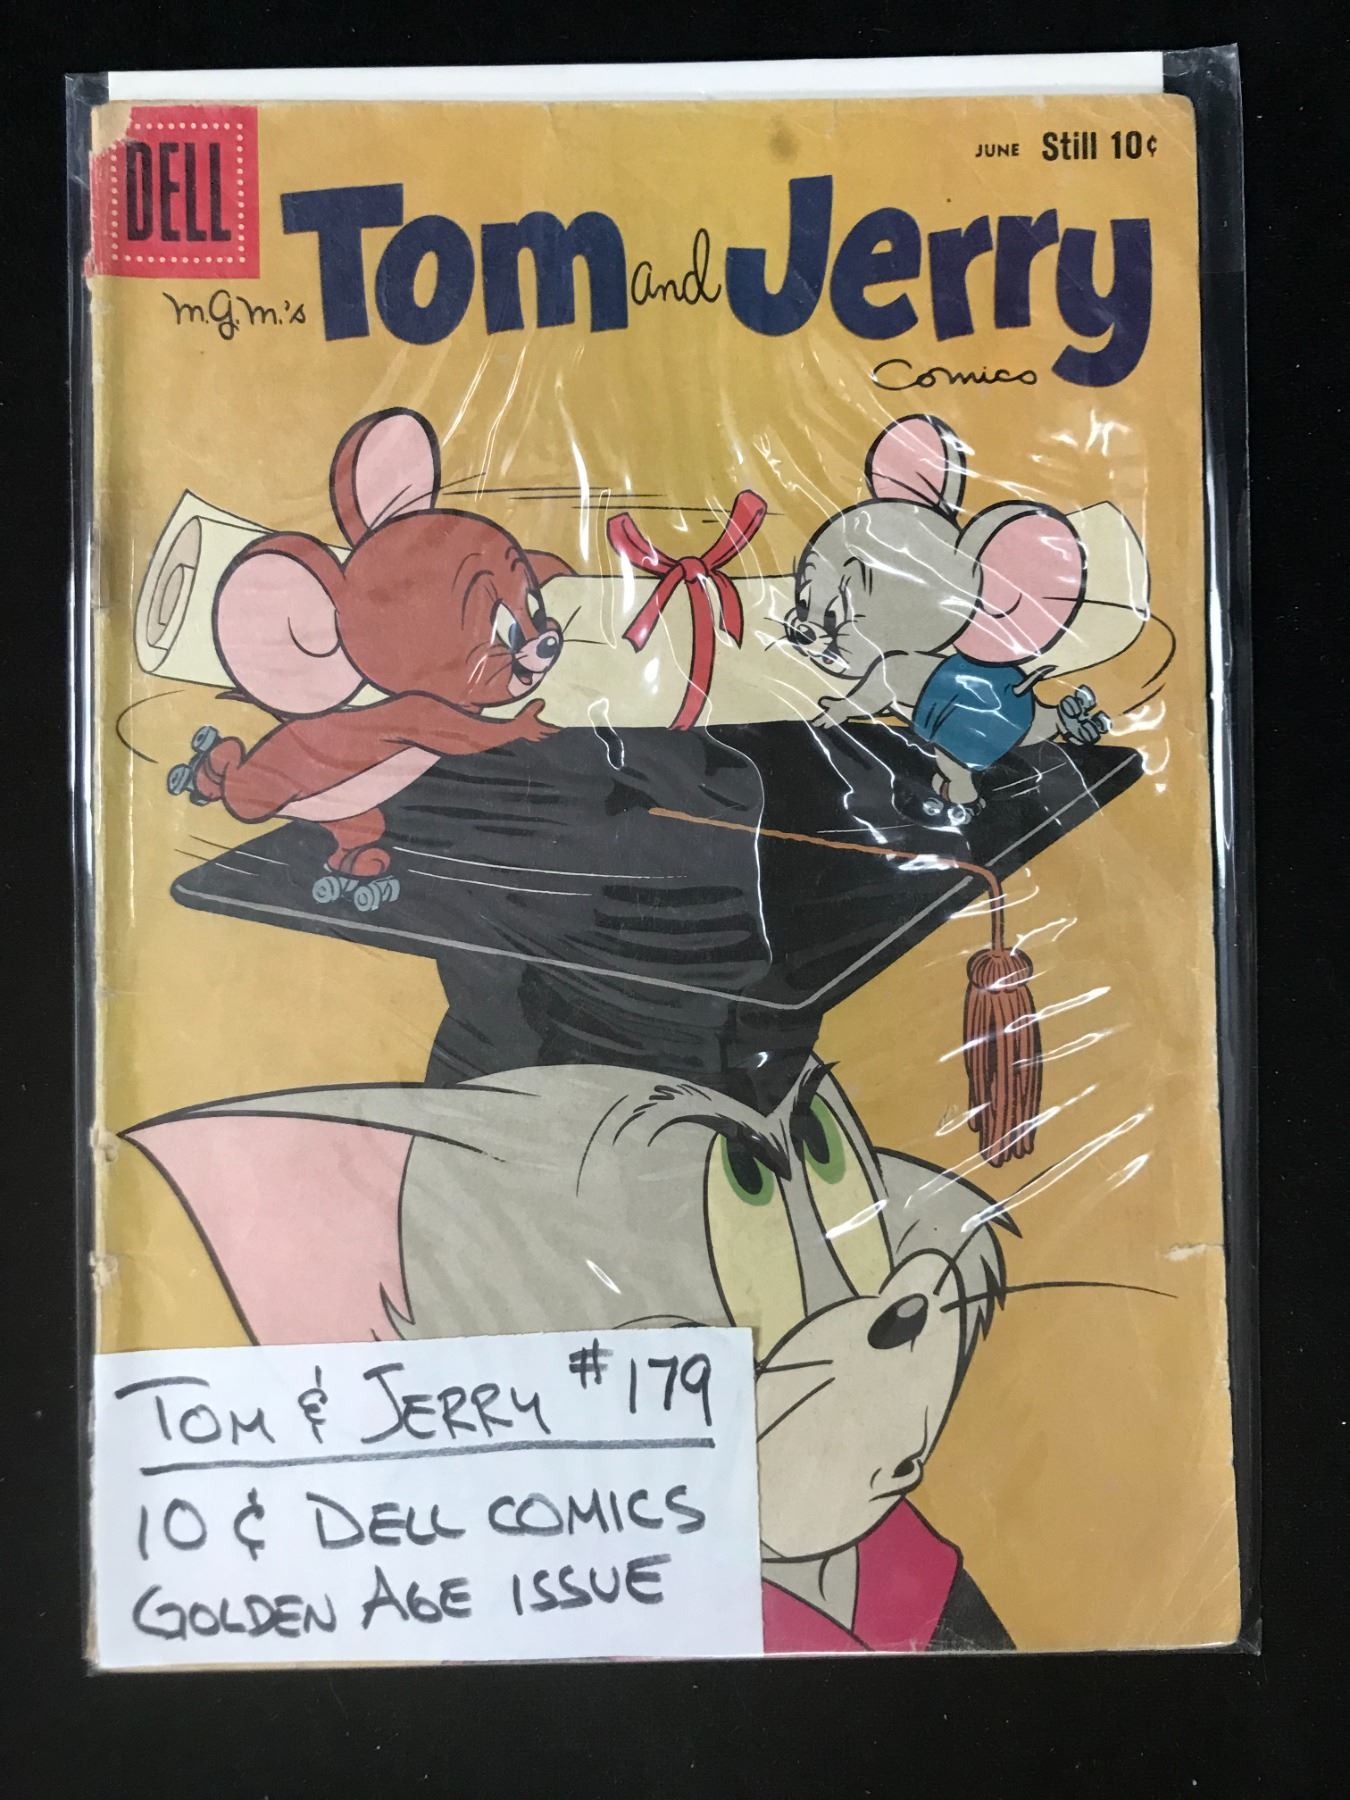 DELL
JUNE Still 10¢
M.G.M.'s Tom and Jerry
Comics
TOM & JERRY #179
10¢ DELL COMICS
GOLDEN AGE ISSUE